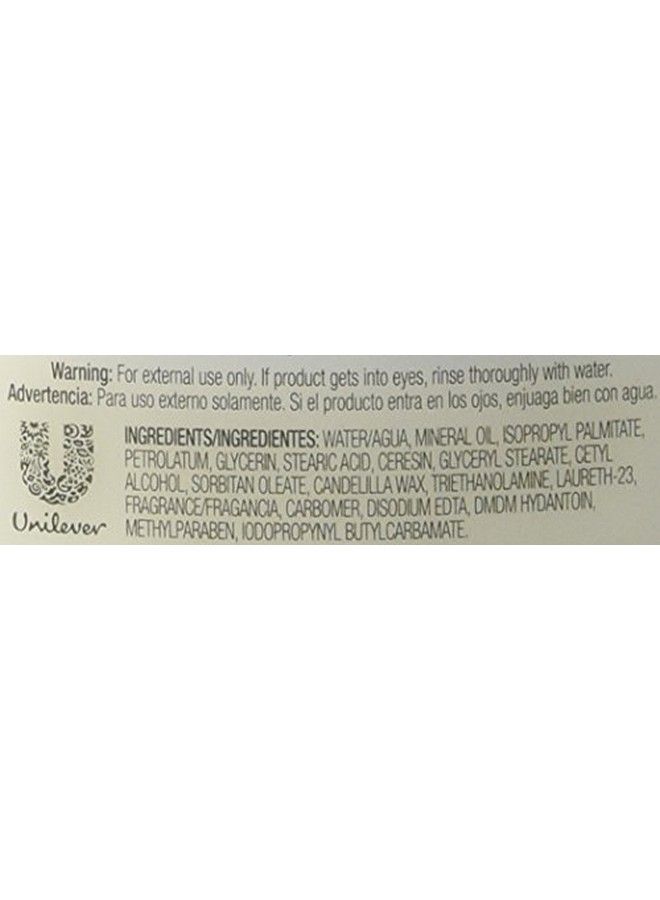 Warning: For external use only. If product gets into eyes, rinse thoroughly with water.
Advertencia: Para uso externo solamente. Si el producto entra en los ojos, enjuaga bien con agua.
INGREDIENTS/INGREDIENTES: WATER/AGUA, MINERAL OIL, ISOPROPYL PALMITATE,
PETROLATUM, GLYCERIN, STEARIC ACID, CERESIN, GLYCERYL STEARATE, CETYL
ALCOHOL, SORBITAN OLEATE, CANDELILLA WAX, TRIETHANOLAMINE, LAURETH-23,
FRAGRANCE/FRAGANCIA, CARBOMER, DISODIUM EDTA, DMDM HYDANTOIN,
METHYLPARABEN, IODOPROPYNYL BUTYLCARBAMATE.
Unilever